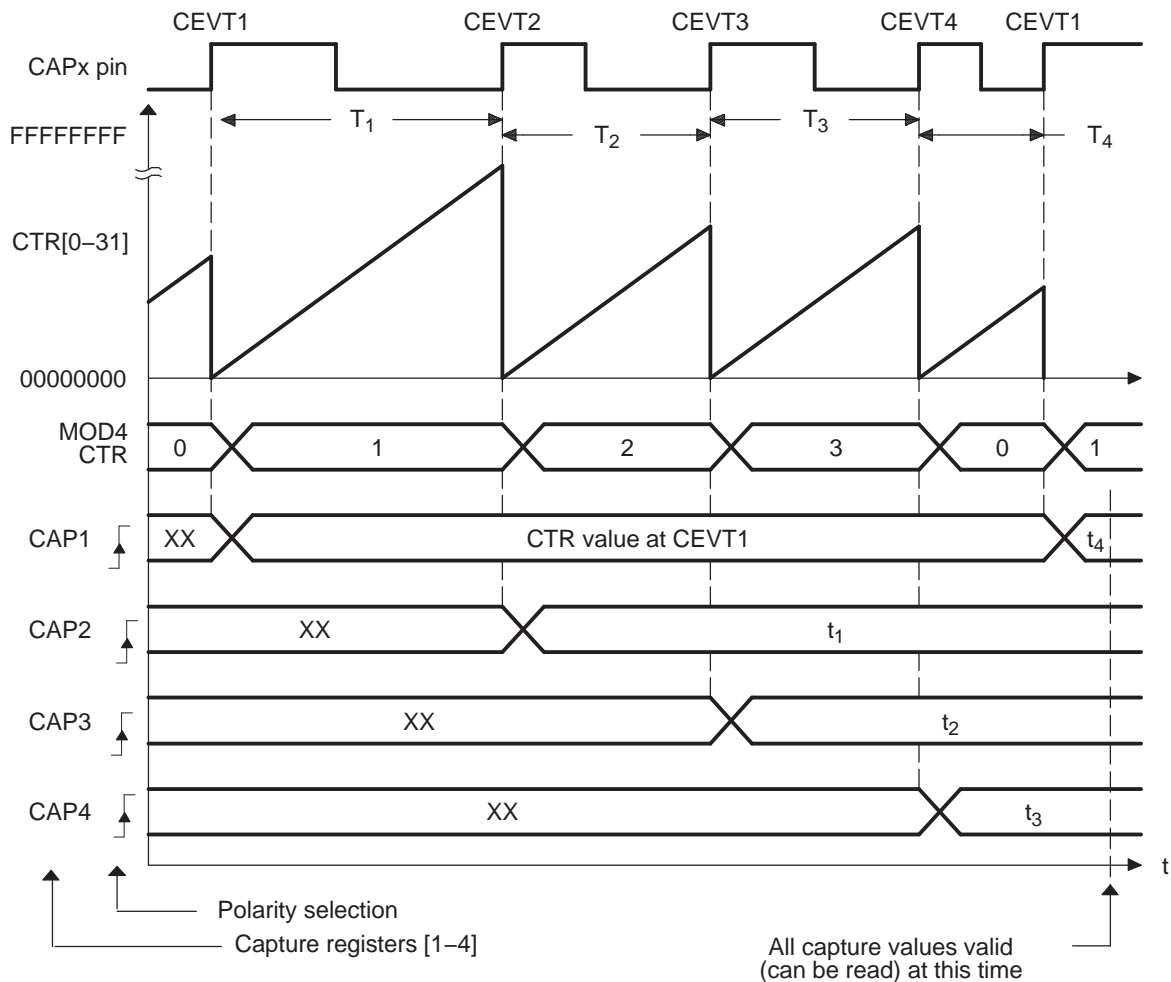 CEVT1 CEVT2 CEVT3 CEVT4 CEVT1
CAPx pin
T1 T3
FFFFFFFF T2 T4
CTR[0−31]
00000000
MOD4
CTR
0 1 2 3 0 1
CAP1 XX CTR value at CEVT1 t4
CAP2 XX t1
CAP3 XX t2
CAP4 XX t3
t
Polarity selection
Capture registers [1−4]
All capture values valid
(can be read) at this time